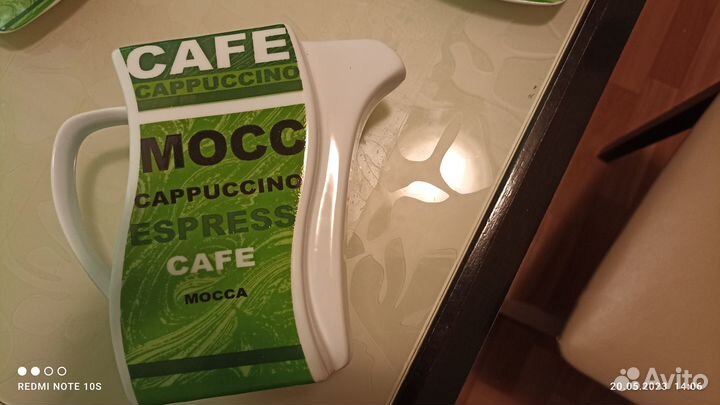 CAFE
CAPPUCCINO
MOCC
CAPPUCCINO
ESPRESS
CAFE
MOCCA
REDMI NOTE 10S
Avito
20.05.2023 14:06